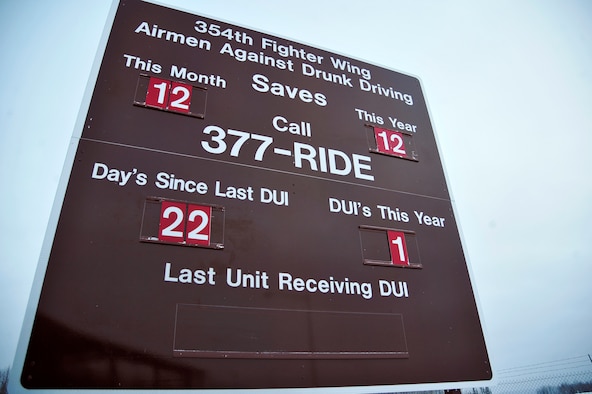 354th Fighter Wing
Airmen Against Drunk Driving
This Month
Saves
This Year
12
12
Call
377-RIDE
Day's Since Last DUI
DUI's This Year
22
1
Last Unit Receiving DUI